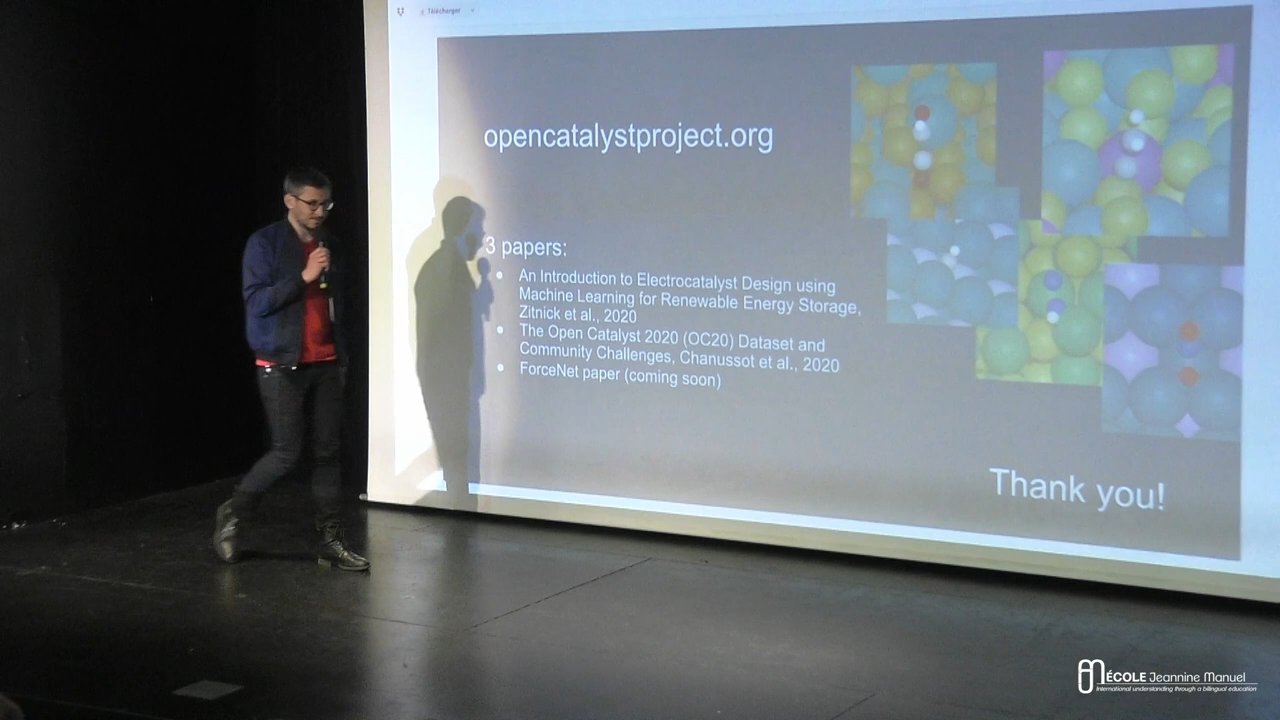 Télécharger
opencatalystproject.org
3 papers:
• An Introduction to Electrocatalyst Design using
Machine Learning for Renewable Energy Storage,
Zitnick et al., 2020
• The Open Catalyst 2020 (OC20) Dataset and
Community Challenges, Chanussot et al., 2020
• ForceNet paper (coming soon)
Thank you!
ÉCOLE Jeannine Manuel
International understanding through a bilingual education